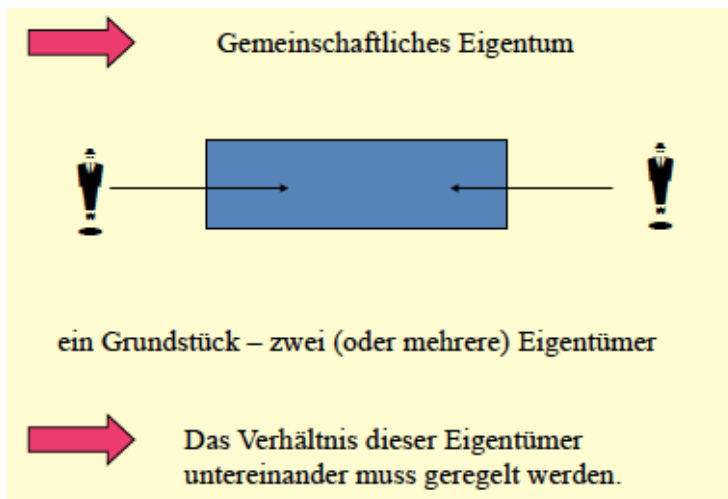 Gemeinschaftliches Eigentum
ein Grundstück – zwei (oder mehrere) Eigentümer
Das Verhältnis dieser Eigentümer
untereinander muss geregelt werden.